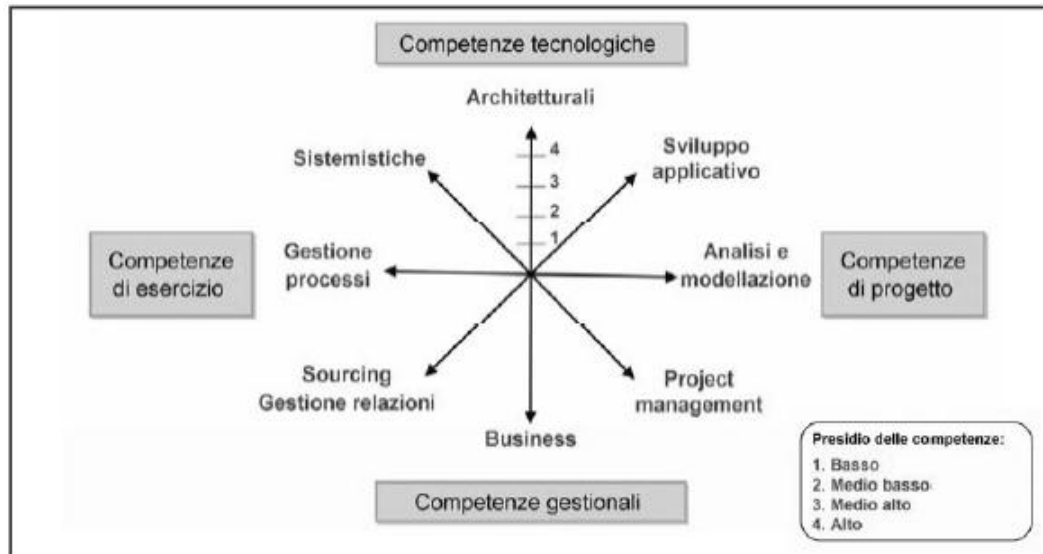 Competenze tecnologiche
Architetturali
Sistemistiche
4
3
2
1
Sviluppo
applicativo
Competenze
di esercizio
Gestione
processi
Analisi e
modellazione
Competenze
di progetto
Sourcing
Gestione relazioni
Project
management
Business
Competenze gestionali
Presidio delle competenze:
1. Basso
2. Medio basso
3. Medio alto
4. Alto